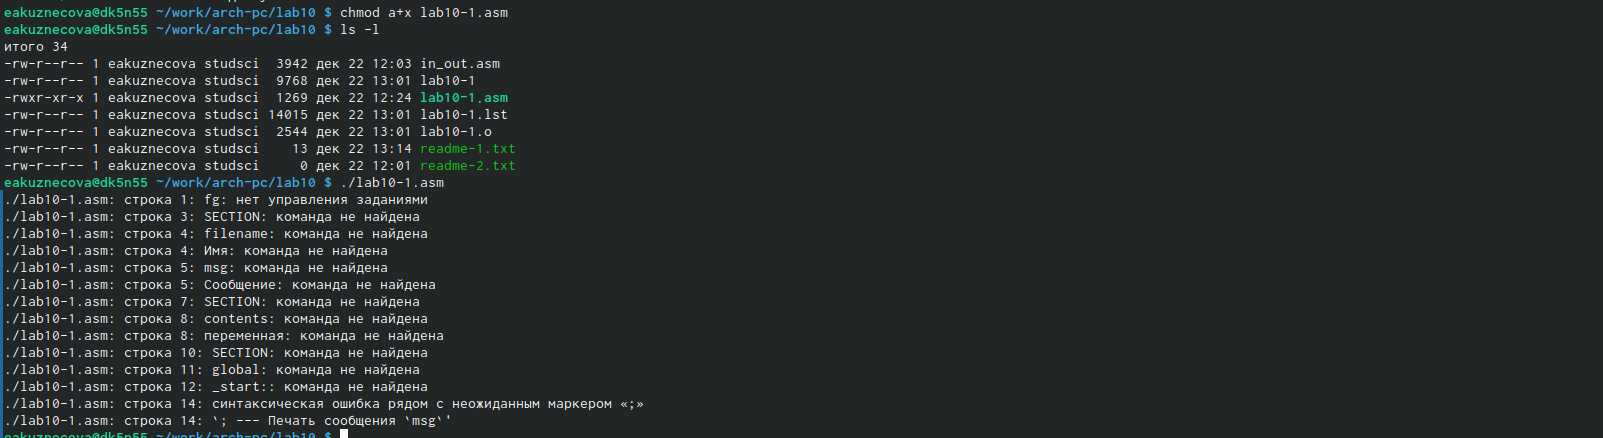 eakuznecova@dk5n55 ~/work/arch-pc/lab10 $ chmod a+x lab10-1.asm
eakuznecova@dk5n55 ~/work/arch-pc/lab10 $ ls -l
итого 34
-rw-r--r-- 1 eakuznecova studsci  3942 дек 22 12:03 in_out.asm
-rw-r--r-- 1 eakuznecova studsci  9768 дек 22 13:01 lab10-1
-rwxr-xr-x 1 eakuznecova studsci  1269 дек 22 12:24 lab10-1.asm
-rw-r--r-- 1 eakuznecova studsci 14015 дек 22 13:01 lab10-1.lst
-rw-r--r-- 1 eakuznecova studsci  2544 дек 22 13:01 lab10-1.o
-rw-r--r-- 1 eakuznecova studsci    13 дек 22 13:14 readme-1.txt
-rw-r--r-- 1 eakuznecova studsci     0 дек 22 12:01 readme-2.txt
eakuznecova@dk5n55 ~/work/arch-pc/lab10 $ ./lab10-1.asm
./lab10-1.asm: строка 1: fg: нет управления заданиями
./lab10-1.asm: строка 3: SECTION: команда не найдена
./lab10-1.asm: строка 4: filename: команда не найдена
./lab10-1.asm: строка 4: Имя: команда не найдена
./lab10-1.asm: строка 5: msg: команда не найдена
./lab10-1.asm: строка 5: Сообщение: команда не найдена
./lab10-1.asm: строка 7: SECTION: команда не найдена
./lab10-1.asm: строка 8: contents: команда не найдена
./lab10-1.asm: строка 8: переменная: команда не найдена
./lab10-1.asm: строка 10: SECTION: команда не найдена
./lab10-1.asm: строка 11: global: команда не найдена
./lab10-1.asm: строка 12: _start:: команда не найдена
./lab10-1.asm: строка 14: синтаксическая ошибка рядом с неожиданным маркером «;»
./lab10-1.asm: строка 14: `; --- Печать сообщения `msg`'
eakuznecova@dk5n55 ~/work/arch-pc/lab10 $